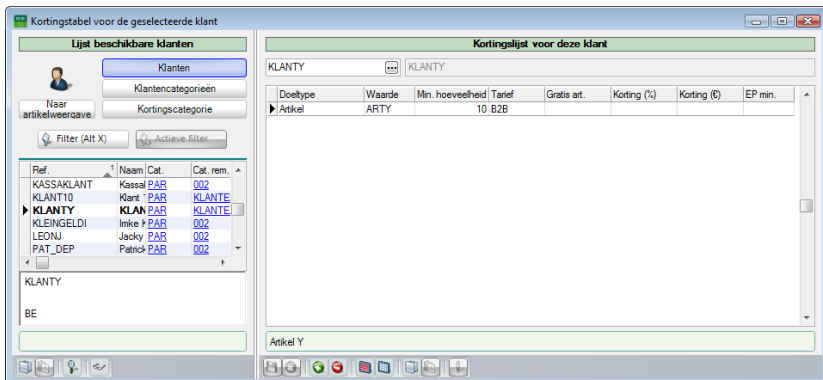 Kortingstabel voor de geselecteerde klant
Lijst beschikbare klanten
Klanten
Klantencategorieën
Naar
artikelweergave
Kortingscategorie
Filter (Alt X)
Actieve filter
Ref. 1 Naam Cat. Cat. rem.
KASSAKLANT Kassal PAR 002
KLANT10 Klant PAR KLANTE
KLANTY KLAN PAR KLANTE
KLEINGELDI Imke PAR 002
LEONJ Jacky PAR 002
PAT_DEP Patrick PAR 002
KLANTY
BE
Kortingslijst voor deze klant
KLANTY ... KLANTY
Doeltype Waarde Min. hoeveelheid Tarief Gratis art. Korting (%) Korting (€) EP min.
Artikel ARTY 10 B2B
Artikel Y